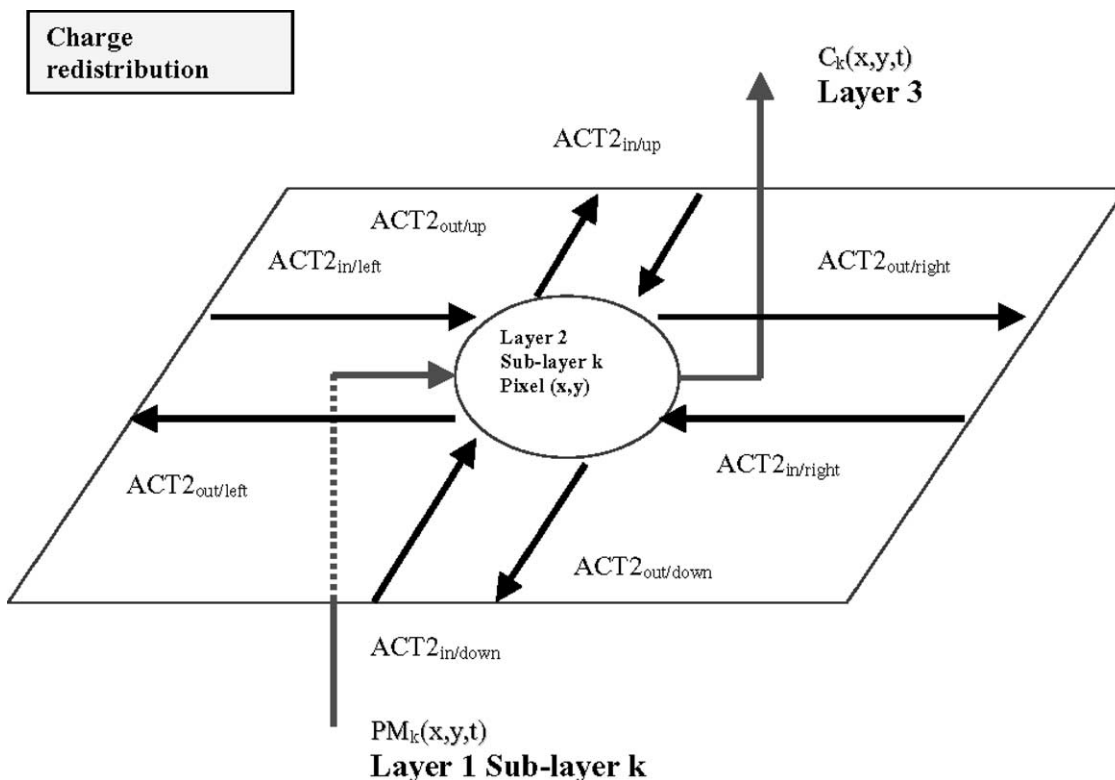 Charge
redistribution
Cₖ(x,y,t)
Layer 3
ACT2in/up
ACT2out/up
ACT2in/left
ACT2out/right
Layer 2
Sub-layer k
Pixel (x,y)
ACT2out/left
ACT2in/right
ACT2out/down
ACT2in/down
PMₖ(x,y,t)
Layer 1 Sub-layer k